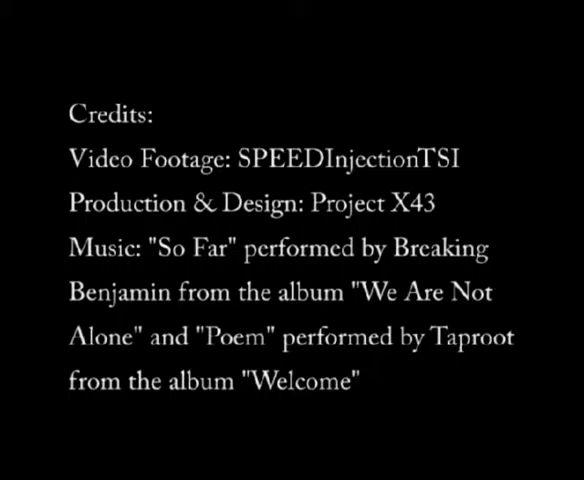 Credits:
Video Footage: SPEEDInjectionTSI
Production & Design: Project X43
Music: "So Far" performed by Breaking
Benjamin from the album "We Are Not
Alone" and "Poem" performed by Taproot
from the album "Welcome"